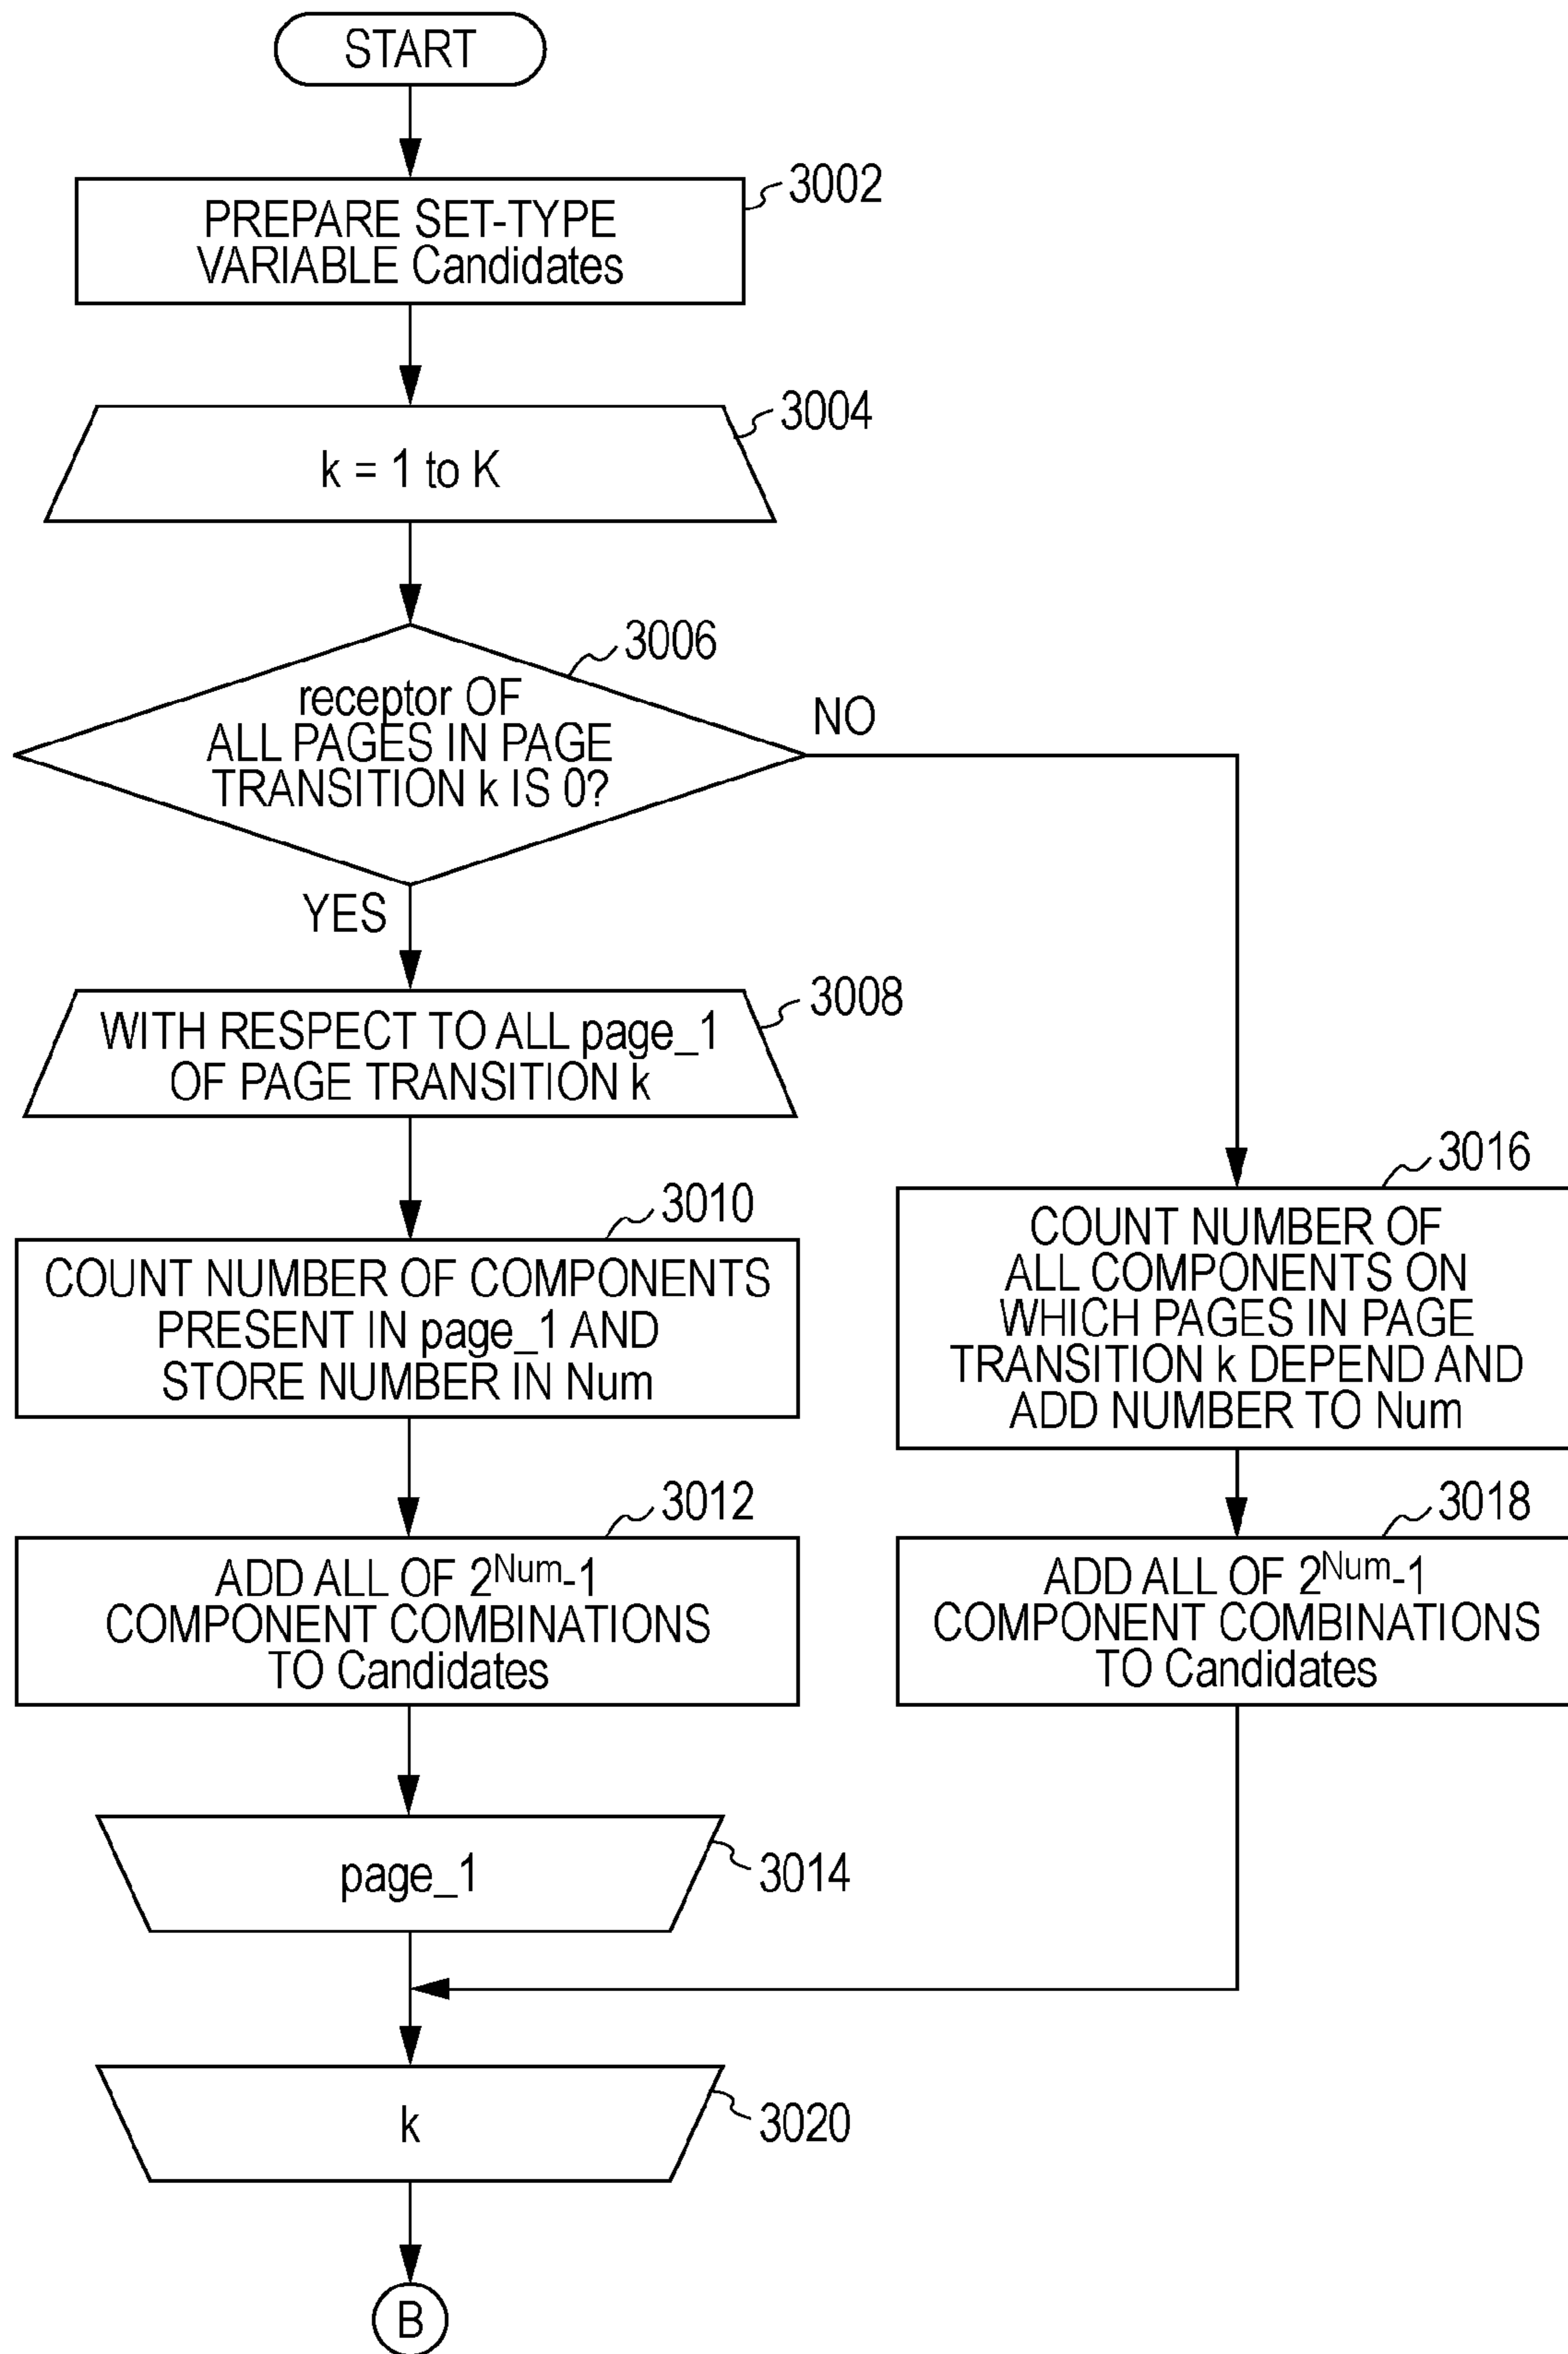 START
3002
PREPARE SET-TYPE
VARIABLE Candidates
3004
k = 1 to K
3006
receptor OF
ALL PAGES IN PAGE
TRANSITION k IS 0?
NO
YES
3008
WITH RESPECT TO ALL page_1
OF PAGE TRANSITION k
3010
COUNT NUMBER OF COMPONENTS
PRESENT IN page_1 AND
STORE NUMBER IN Num
3016
COUNT NUMBER OF
ALL COMPONENTS ON
WHICH PAGES IN PAGE
TRANSITION k DEPEND AND
ADD NUMBER TO Num
3012
ADD ALL OF 2^Num-1
COMPONENT COMBINATIONS
TO Candidates
3018
ADD ALL OF 2^Num-1
COMPONENT COMBINATIONS
TO Candidates
page_1
3014
k
3020
B